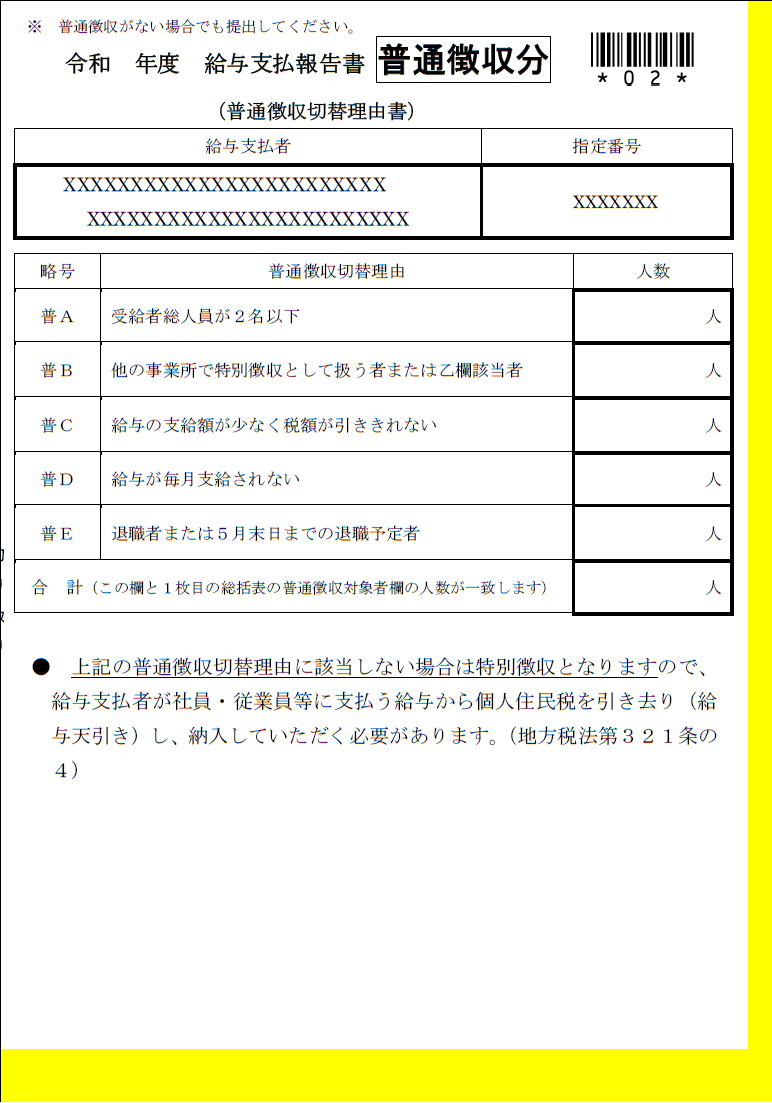 ※　普通徴収がない場合でも提出してください。
令和　年度　給与支払報告書 普通徴収分
*02*
（普通徴収切替理由書）
給与支払者 指定番号
XXXXXXXXXXXXXXXXXXXXXXXX
XXXXXXX
XXXXXXXXXXXXXXXXXXXXXXXX
略号 普通徴収切替理由 人数
普Ａ 受給者総人員が２名以下 人
普Ｂ 他の事業所で特別徴収として扱う者または乙欄該当者 人
普Ｃ 給与の支給額が少なく税額が引ききれない 人
普Ｄ 給与が毎月支給されない 人
普Ｅ 退職者または５月末日までの退職予定者 人
合　計（この欄と１枚目の総括表の普通徴収対象者欄の人数が一致します） 人
●　上記の普通徴収切替理由に該当しない場合は特別徴収となりますので、
給与支払者が社員・従業員等に支払う給与から個人住民税を引き去り（給
与天引き）し、納入していただく必要があります。（地方税法第３２１条の
４）